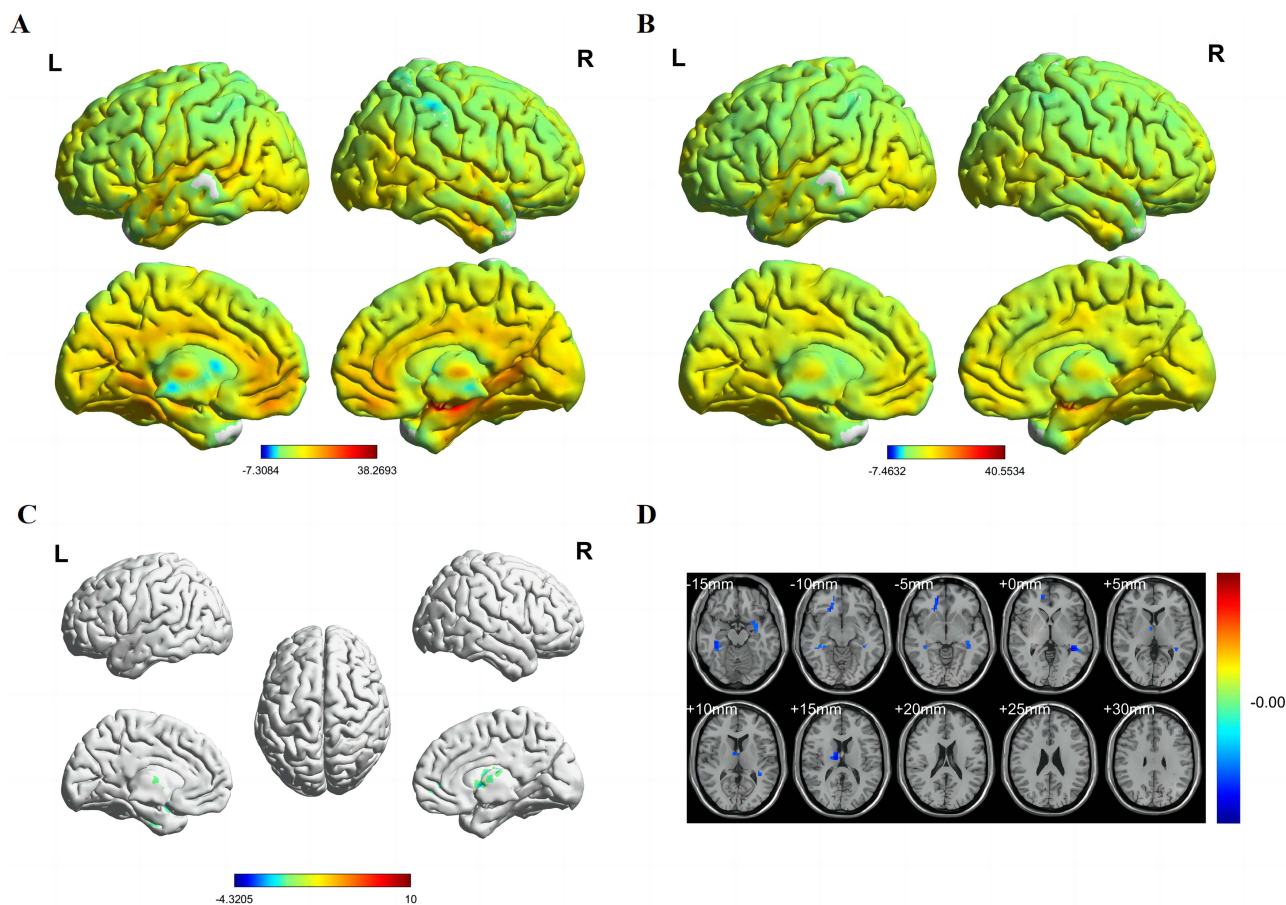 A
B
L
R
L
R
-7.3084
38.2693
-7.4632
40.5534
C
D
L
R
-15mm
-10mm
-5mm
+0mm
+5mm
-0.00
+10mm
+15mm
+20mm
+25mm
+30mm
-4.3205
10